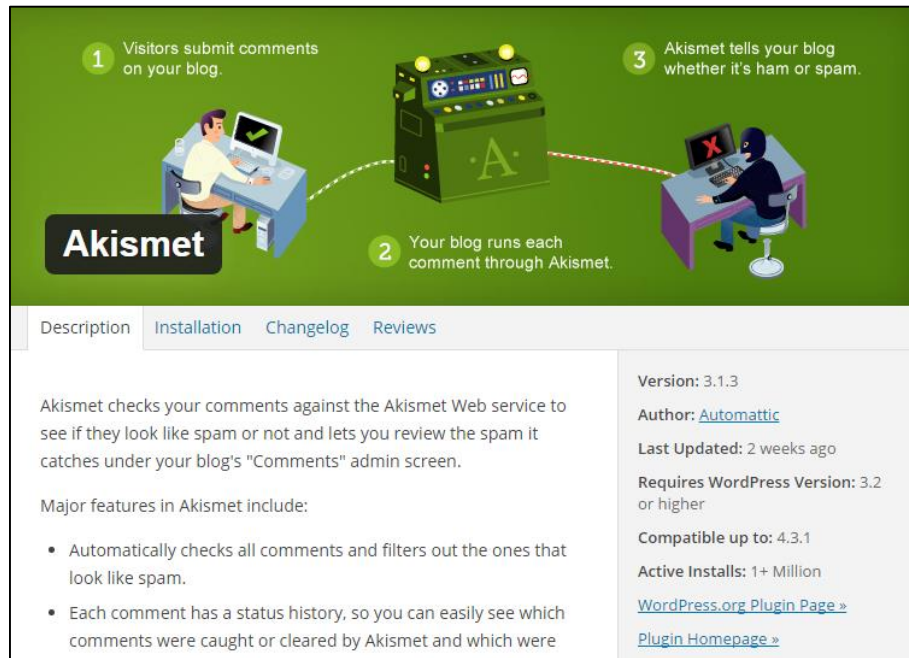 1 Visitors submit comments
on your blog.
A
3 Akismet tells your blog
whether it's ham or spam.
Akismet
2 Your blog runs each
comment through Akismet.
Description Installation Changelog Reviews
Akismet checks your comments against the Akismet Web service to
see if they look like spam or not and lets you review the spam it
catches under your blog's "Comments" admin screen.
Major features in Akismet include:
• Automatically checks all comments and filters out the ones that
look like spam.
• Each comment has a status history, so you can easily see which
comments were caught or cleared by Akismet and which were
Version: 3.1.3
Author: Automattic
Last Updated: 2 weeks ago
Requires WordPress Version: 3.2
or higher
Compatible up to: 4.3.1
Active Installs: 1+ Million
WordPress.org Plugin Page »
Plugin Homepage »